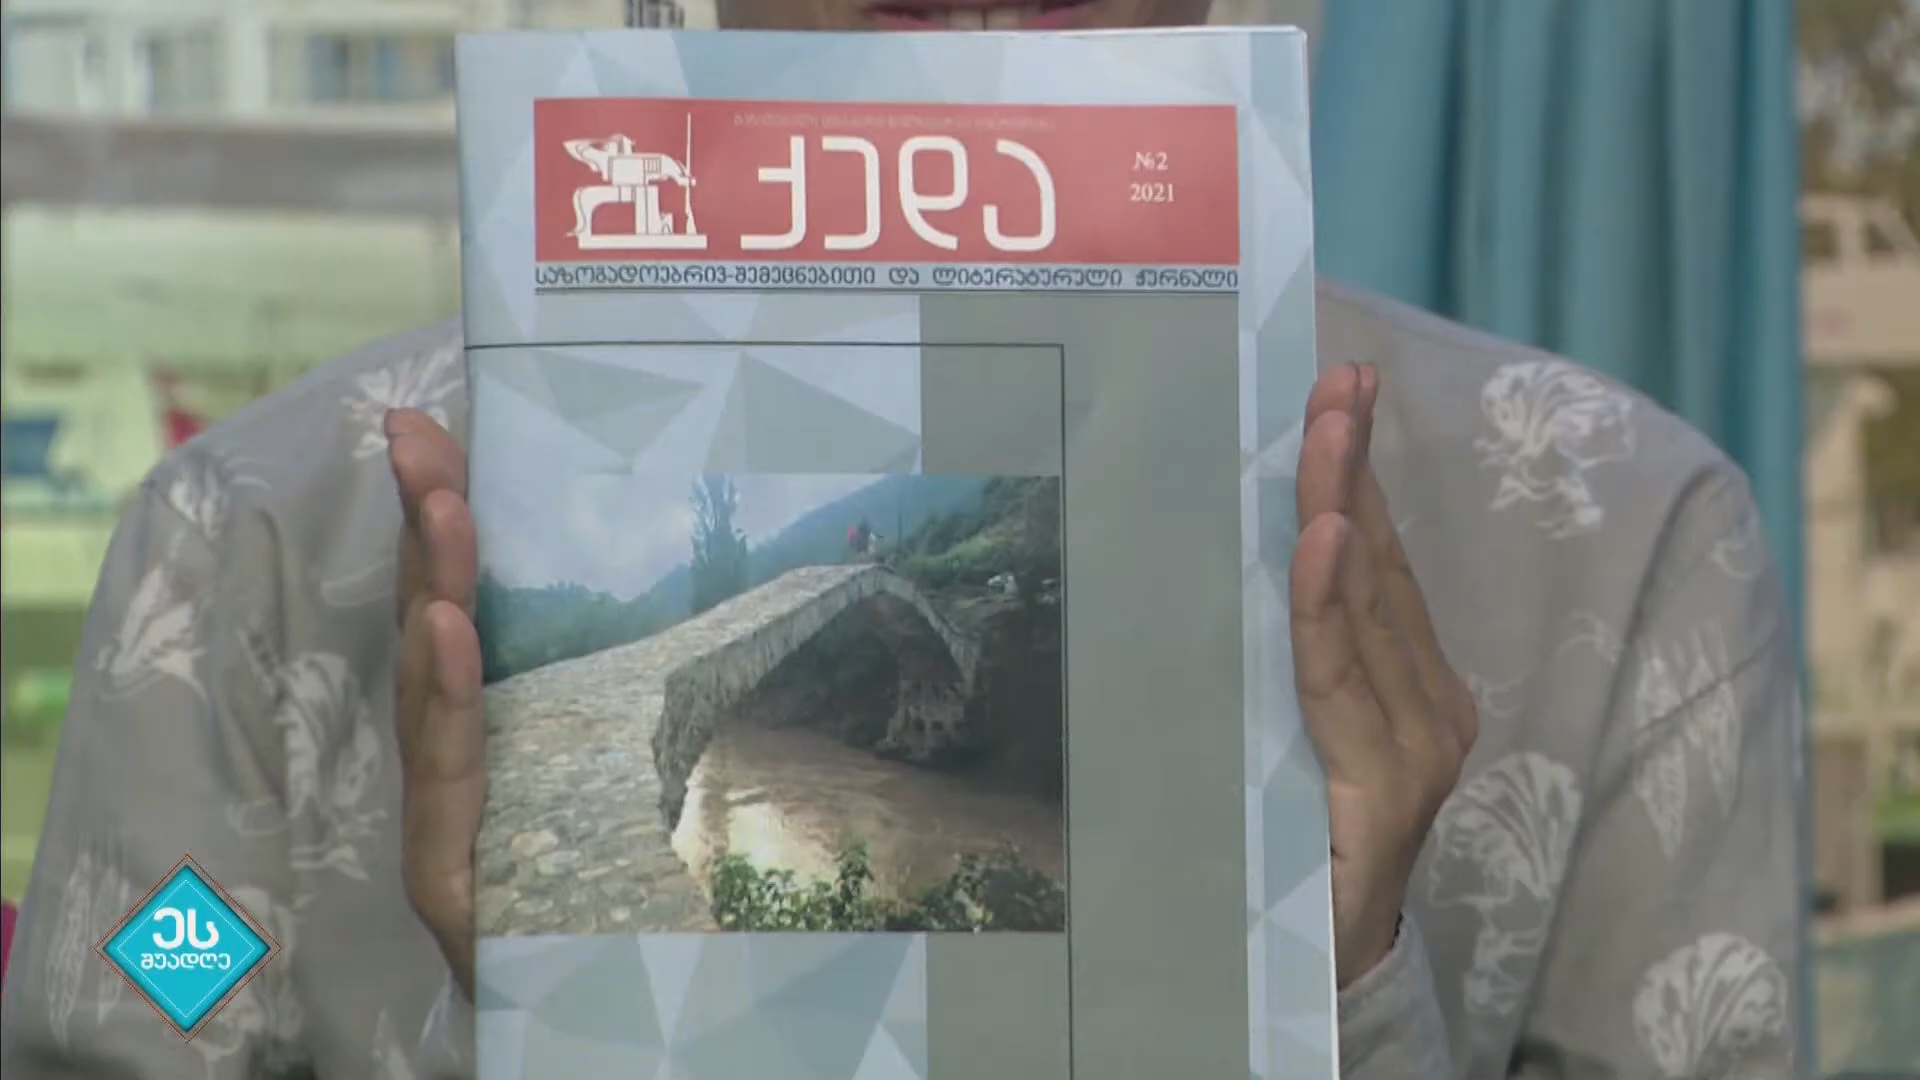 ქედა
№2
2021
საზოგადოებრივ-შემეცნებითი და ლიტერატურული ჟურნალი
ეს
შუადღე